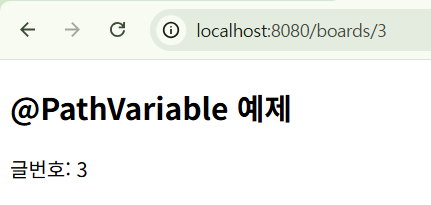 localhost:8080/boards/3
@PathVariable 예제
글번호: 3